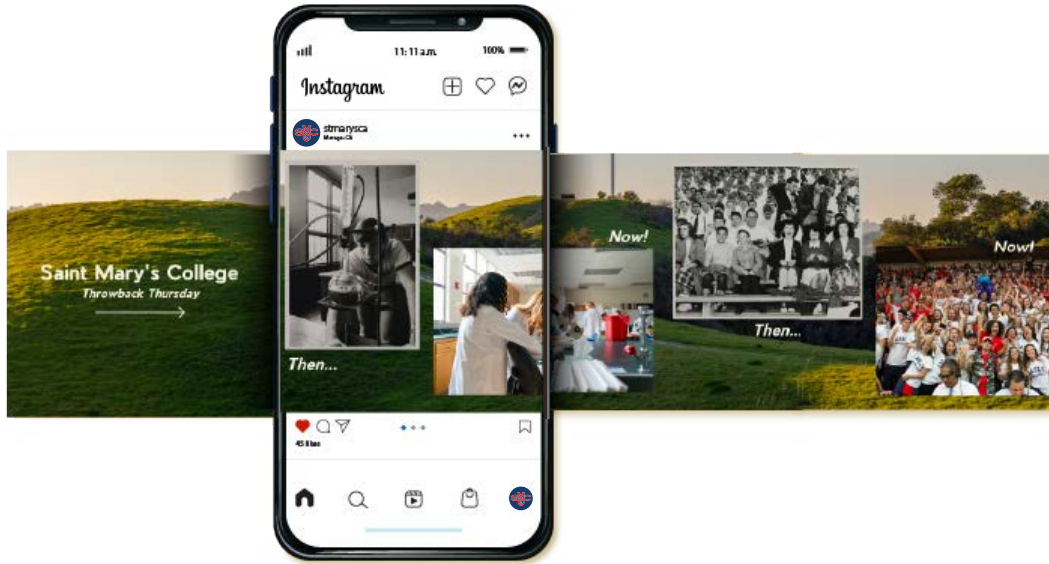 11:11 a.m.
100%
Instagram
stmarysca
Moraga CA
Saint Mary's College
Throwback Thursday
Then...
Now!
Then...
Now!
45 likes